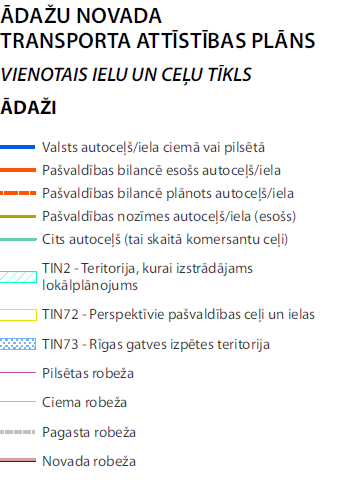 ĀDAŽU NOVADA
TRANSPORTA ATTĪSTĪBAS PLĀNS
VIENOTAIS IELU UN CEĻU TĪKLS
ĀDAŽI
Valsts autoceļš/iela ciemā vai pilsētā
Pašvaldības bilancē esošs autoceļš/iela
Pašvaldības bilancē plānots autoceļš/iela
Pašvaldības nozīmes autoceļš/iela (esošs)
Cits autoceļš (tai skaitā komersantu ceļi)
TIN2 - Teritorija, kurai izstrādājams
lokālplānojums
TIN72 - Perspektīvie pašvaldības ceļi un ielas
TIN73 - Rīgas gatves izpētes teritorija
Pilsētas robeža
Ciema robeža
Pagasta robeža
Novada robeža